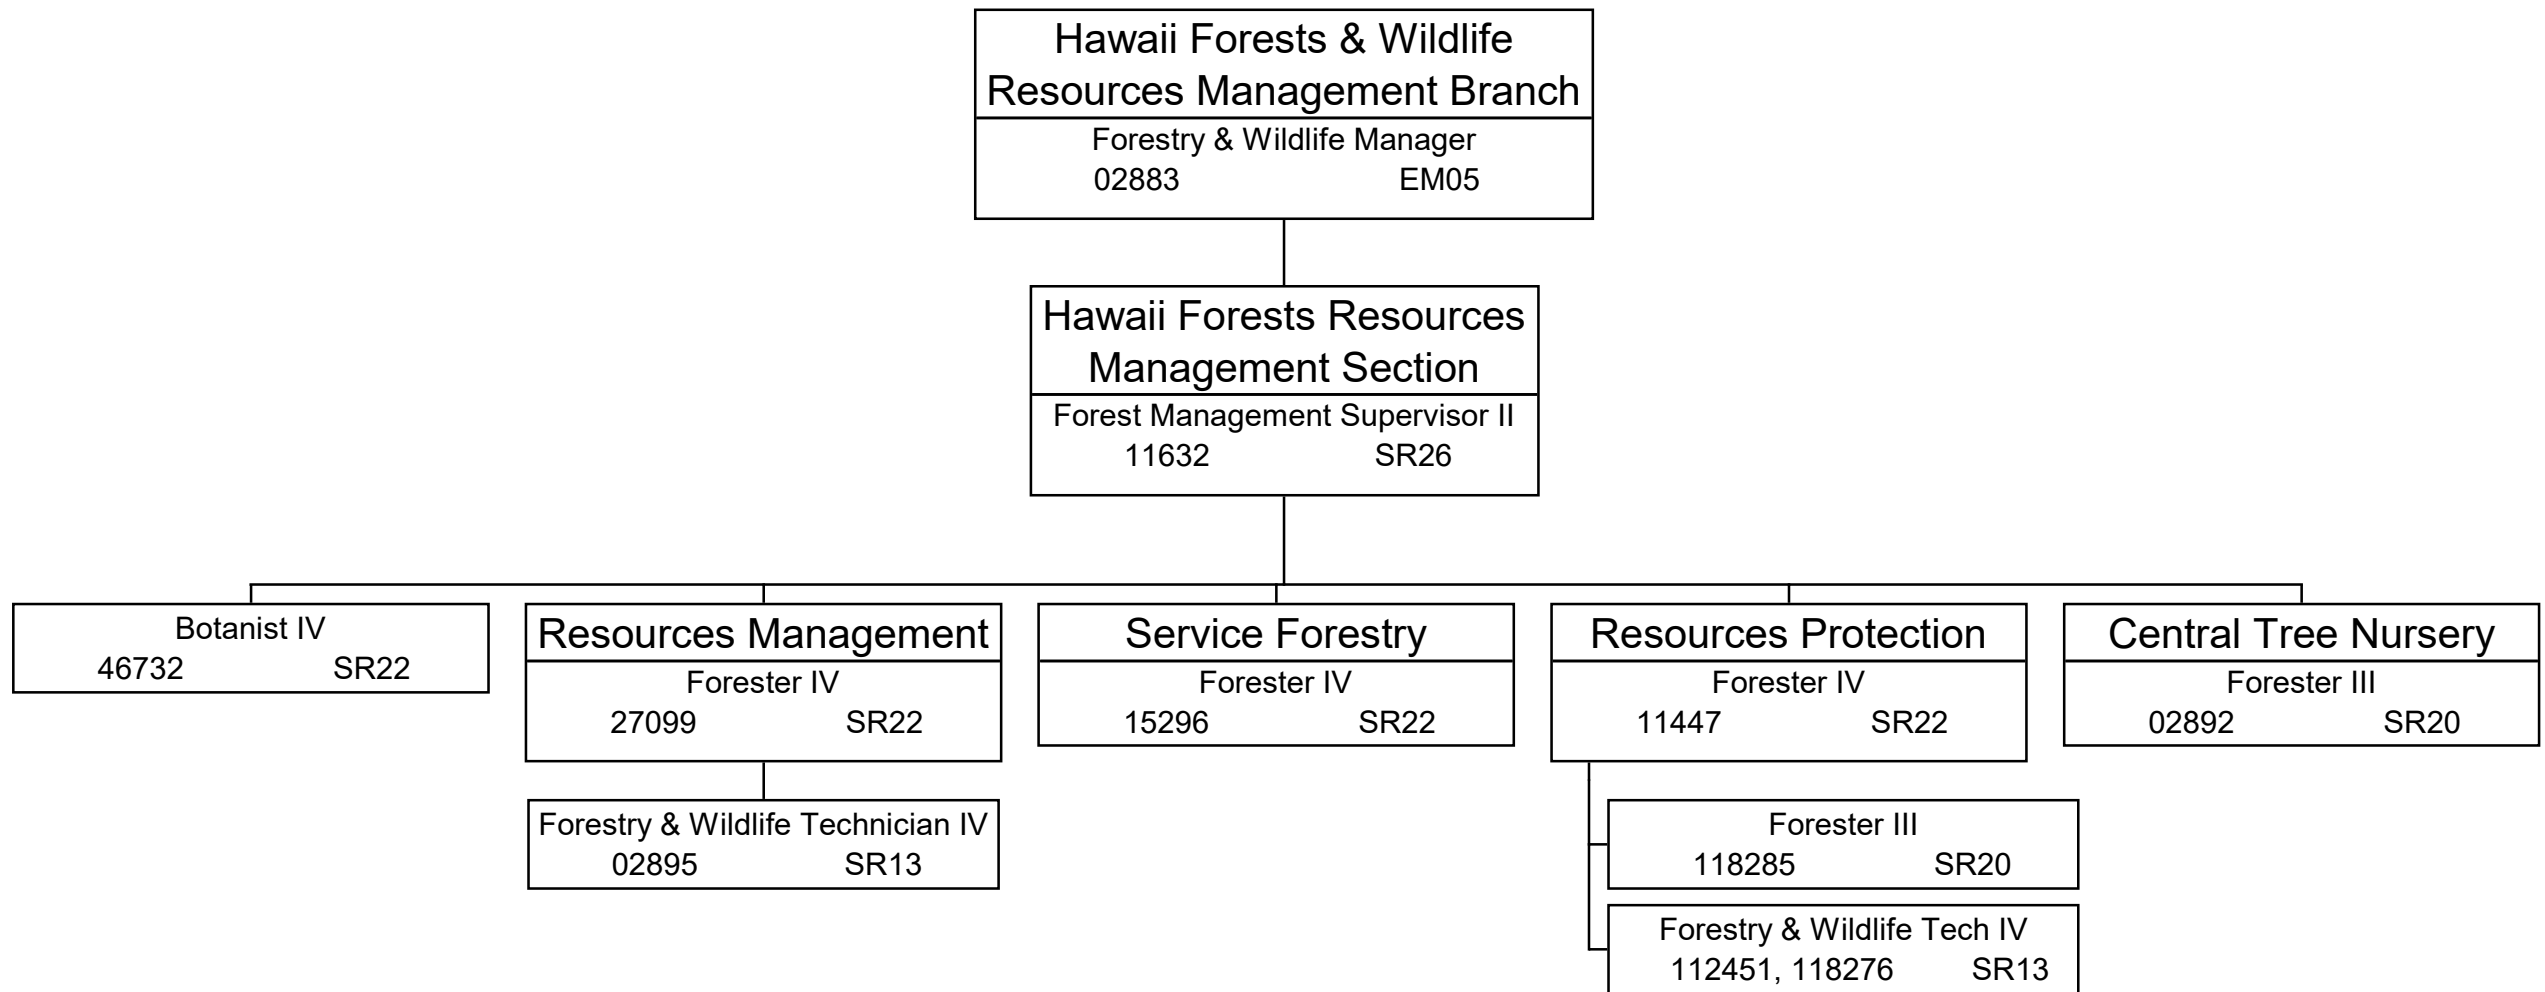 Hawaii Forests & Wildlife
Resources Management Branch
Forestry & Wildlife Manager
02883 EM05
Hawaii Forests Resources
Management Section
Forest Management Supervisor II
11632 SR26
Botanist IV
46732 SR22
Resources Management
Forester IV
27099 SR22
Forestry & Wildlife Technician IV
02895 SR13
Service Forestry
Forester IV
15296 SR22
Resources Protection
Forester IV
11447 SR22
Forester III
118285 SR20
Forestry & Wildlife Tech IV
112451, 118276 SR13
Central Tree Nursery
Forester III
02892 SR20